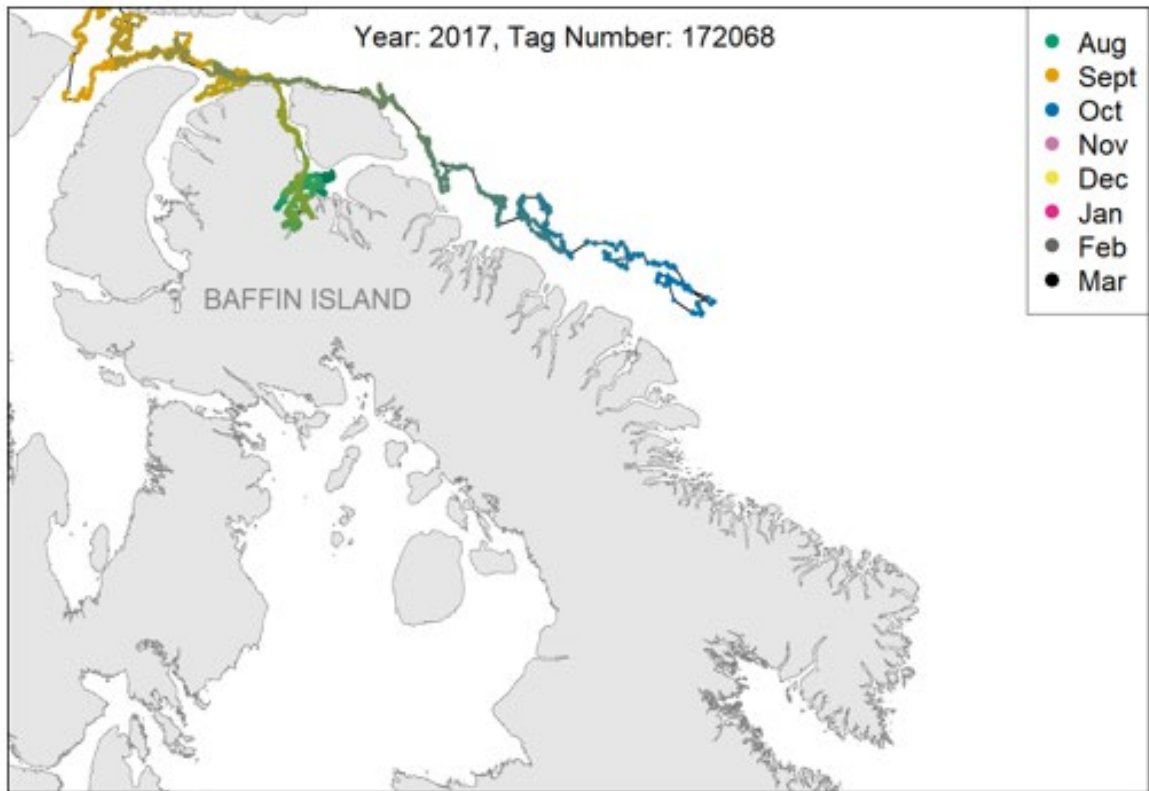 Year: 2017, Tag Number: 172068
Aug
Sept
Oct
Nov
Dec
Jan
Feb
Mar
BAFFIN ISLAND